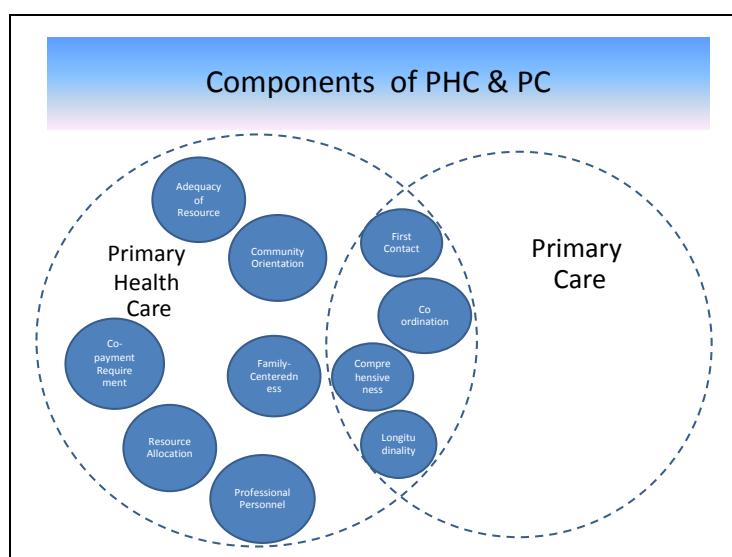 Components of PHC & PC
Adequacy
of
Resource
Community
Orientation
Primary
Health
Care
Co-
payment
Require
ment
Family-
Centeredn
ess
Resource
Allocation
Professional
Personnel
First
Contact
Co
ordination
Compre
hensive
ness
Longitu
dinality
Primary
Care